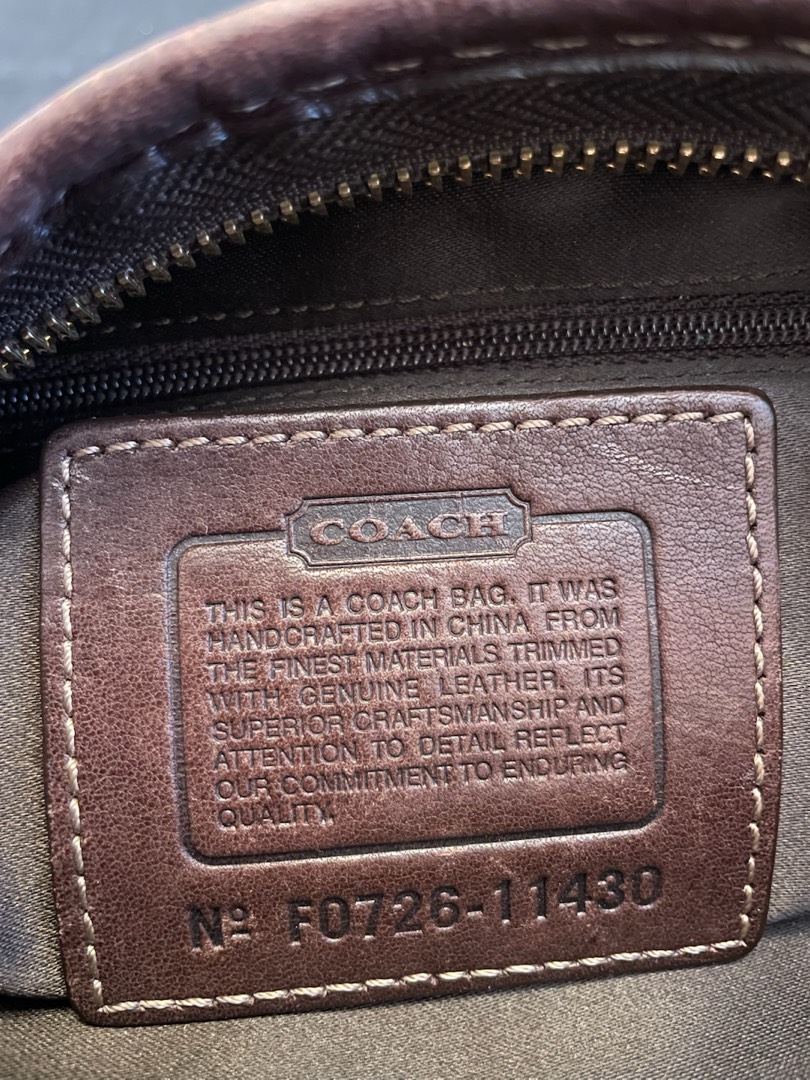 COACH
THIS IS A COACH BAG. IT WAS
HANDCRAFTED IN CHINA FROM
THE FINEST MATERIALS TRIMMED
WITH GENUINE LEATHER. ITS
SUPERIOR CRAFTSMANSHIP AND
ATTENTION TO DETAIL REFLECT
OUR COMMITMENT TO ENDURING
QUALITY.
Nº F0726-11430